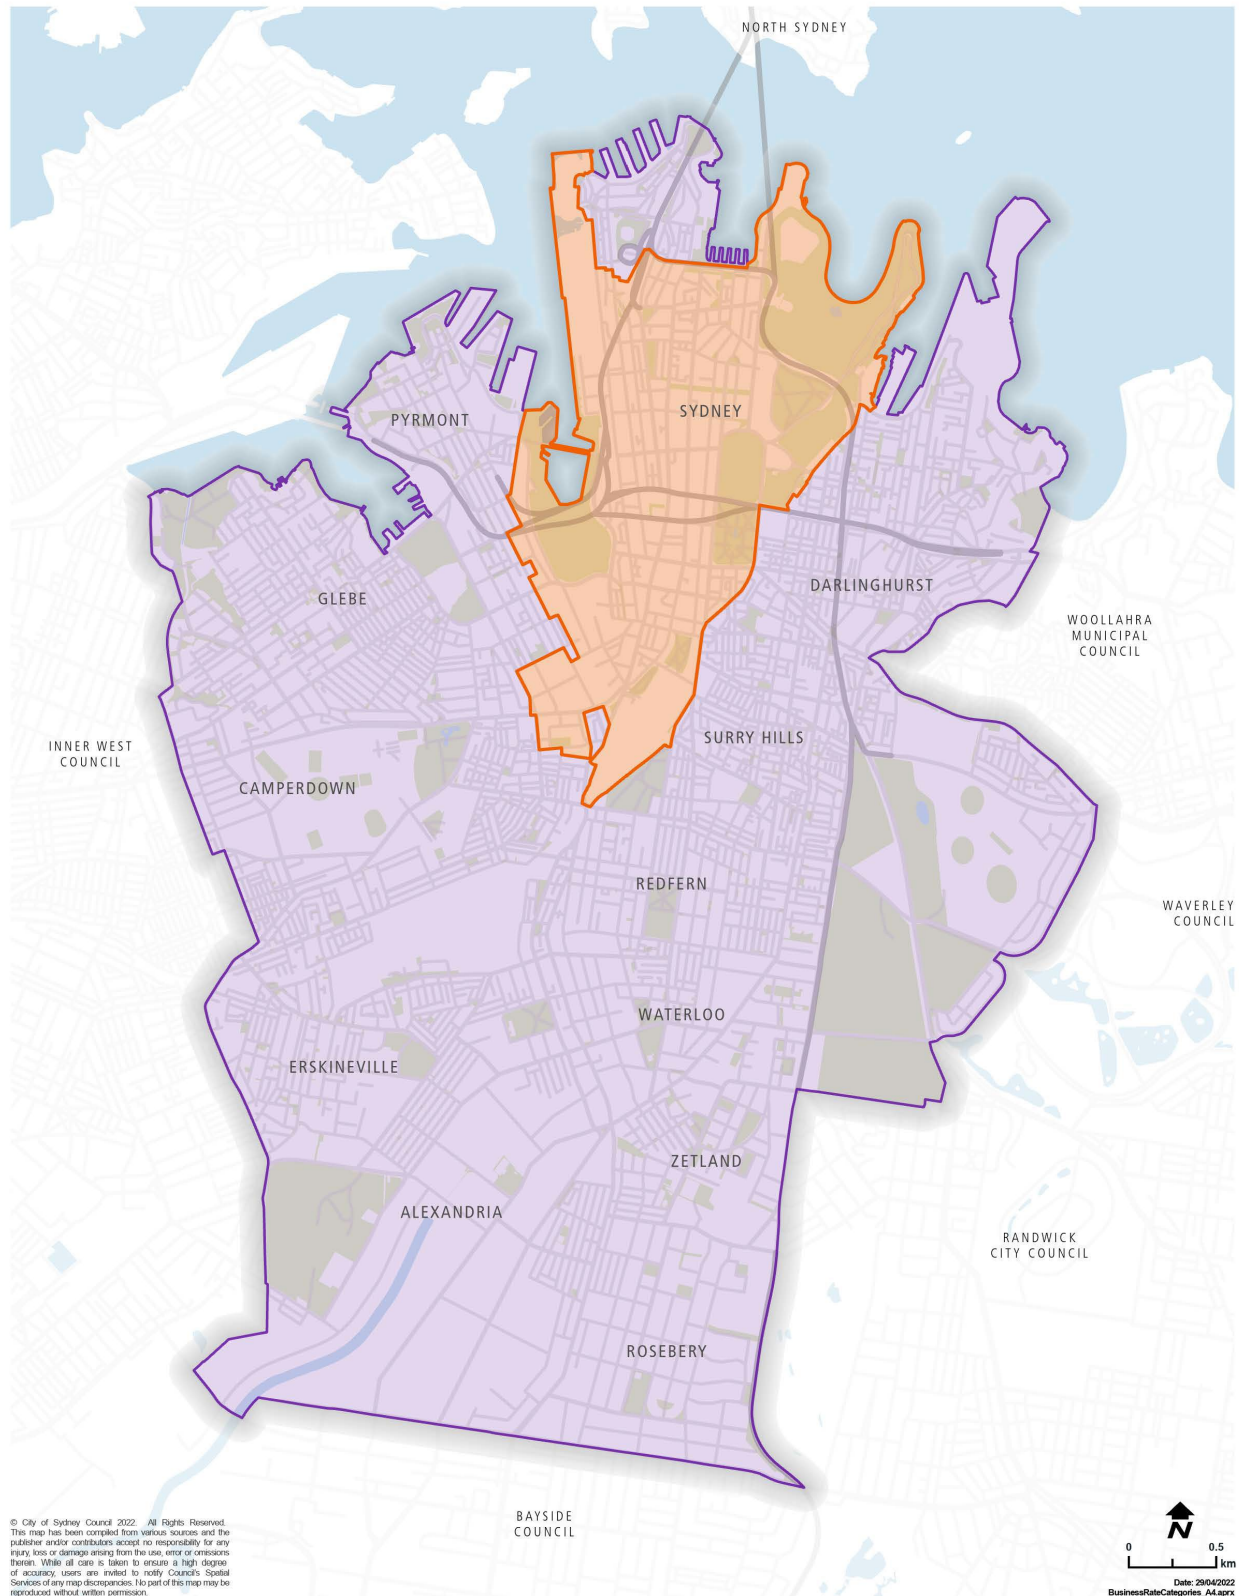 NORTH SYDNEY
SYDNEY
PYRMONT
DARLINGHURST
GLEBE
WOOLLAHRA
MUNICIPAL
COUNCIL
SURRY HILLS
INNER WEST
COUNCIL
CAMPERDOWN
REDFERN
WAVERLEY
COUNCIL
WATERLOO
ERSKINEVILLE
ZETLAND
ALEXANDRIA
RANDWICK
CITY COUNCIL
ROSEBERY
BAYSIDE
COUNCIL
© City of Sydney Council 2022. All Rights Reserved.
This map has been compiled from various sources and the
publisher and/or contributors accept no responsibility for any
injury, loss or damage arising from the use, error or omissions
therein. While all care is taken to ensure a high degree
of accuracy, users are invited to notify Council's Spatial
Services of any map discrepancies. No part of this map may be
reproduced without written permission.
N
0 0.5
km
Date: 29/04/2022
BusinessRateCategories_A4.aprx